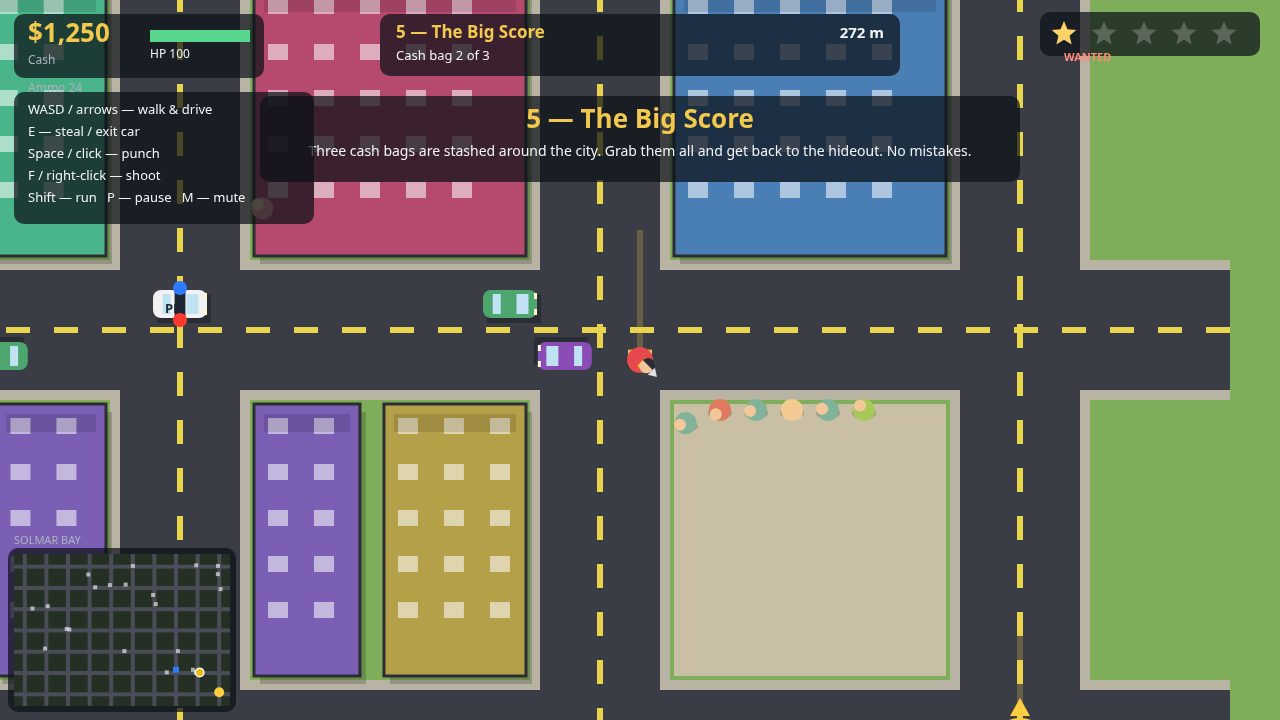 $1,250
Cash
HP 100
Ammo 24
5 — The Big Score
272 m
Cash bag 2 of 3
WANTED
WASD / arrows — walk & drive
E — steal / exit car
Space / click — punch
F / right-click — shoot
Shift — run P — pause M — mute
5 — The Big Score
Three cash bags are stashed around the city. Grab them all and get back to the hideout. No mistakes.
SOLMAR BAY